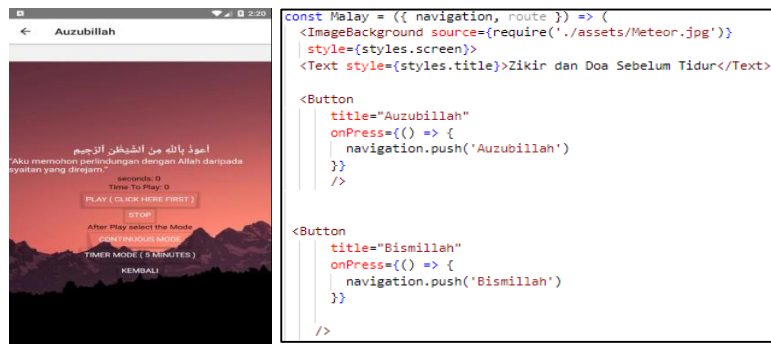 2:20
← Auzubillah
أعوذ بالله من الشيطن الرجيم
"Aku memohon perlindungan dengan Allah daripada
syaitan yang direjam."
seconds: 0
Time To Play: 0
PLAY ( CLICK HERE FIRST )
STOP
After Play select the Mode
CONTINUOUS MODE
TIMER MODE ( 5 MINUTES )
KEMBALI
const Malay = ({ navigation, route }) => (
<ImageBackground source={require('./assets/Meteor.jpg')}
style={styles.screen}>
<Text style={styles.title}>Zikir dan Doa Sebelum Tidur</Text>
<Button
title="Auzubillah"
onPress={() => {
navigation.push('Auzubillah')
}}
/>
<Button
title="Bismillah"
onPress={() => {
navigation.push('Bismillah')
}}
/>